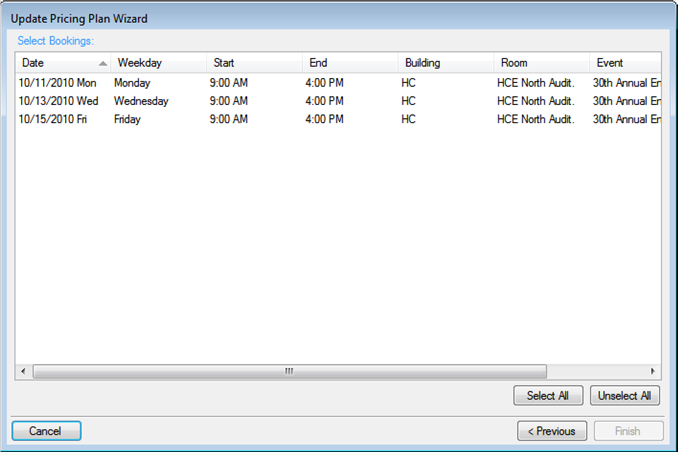 Update Pricing Plan Wizard
Select Bookings:
Date Weekday Start End Building Room Event
10/11/2010 Mon Monday 9:00 AM 4:00 PM HC HCE North Audit. 30th Annual En
10/13/2010 Wed Wednesday 9:00 AM 4:00 PM HC HCE North Audit. 30th Annual En
10/15/2010 Fri Friday 9:00 AM 4:00 PM HC HCE North Audit. 30th Annual En
Select All Unselect All
Cancel < Previous Finish